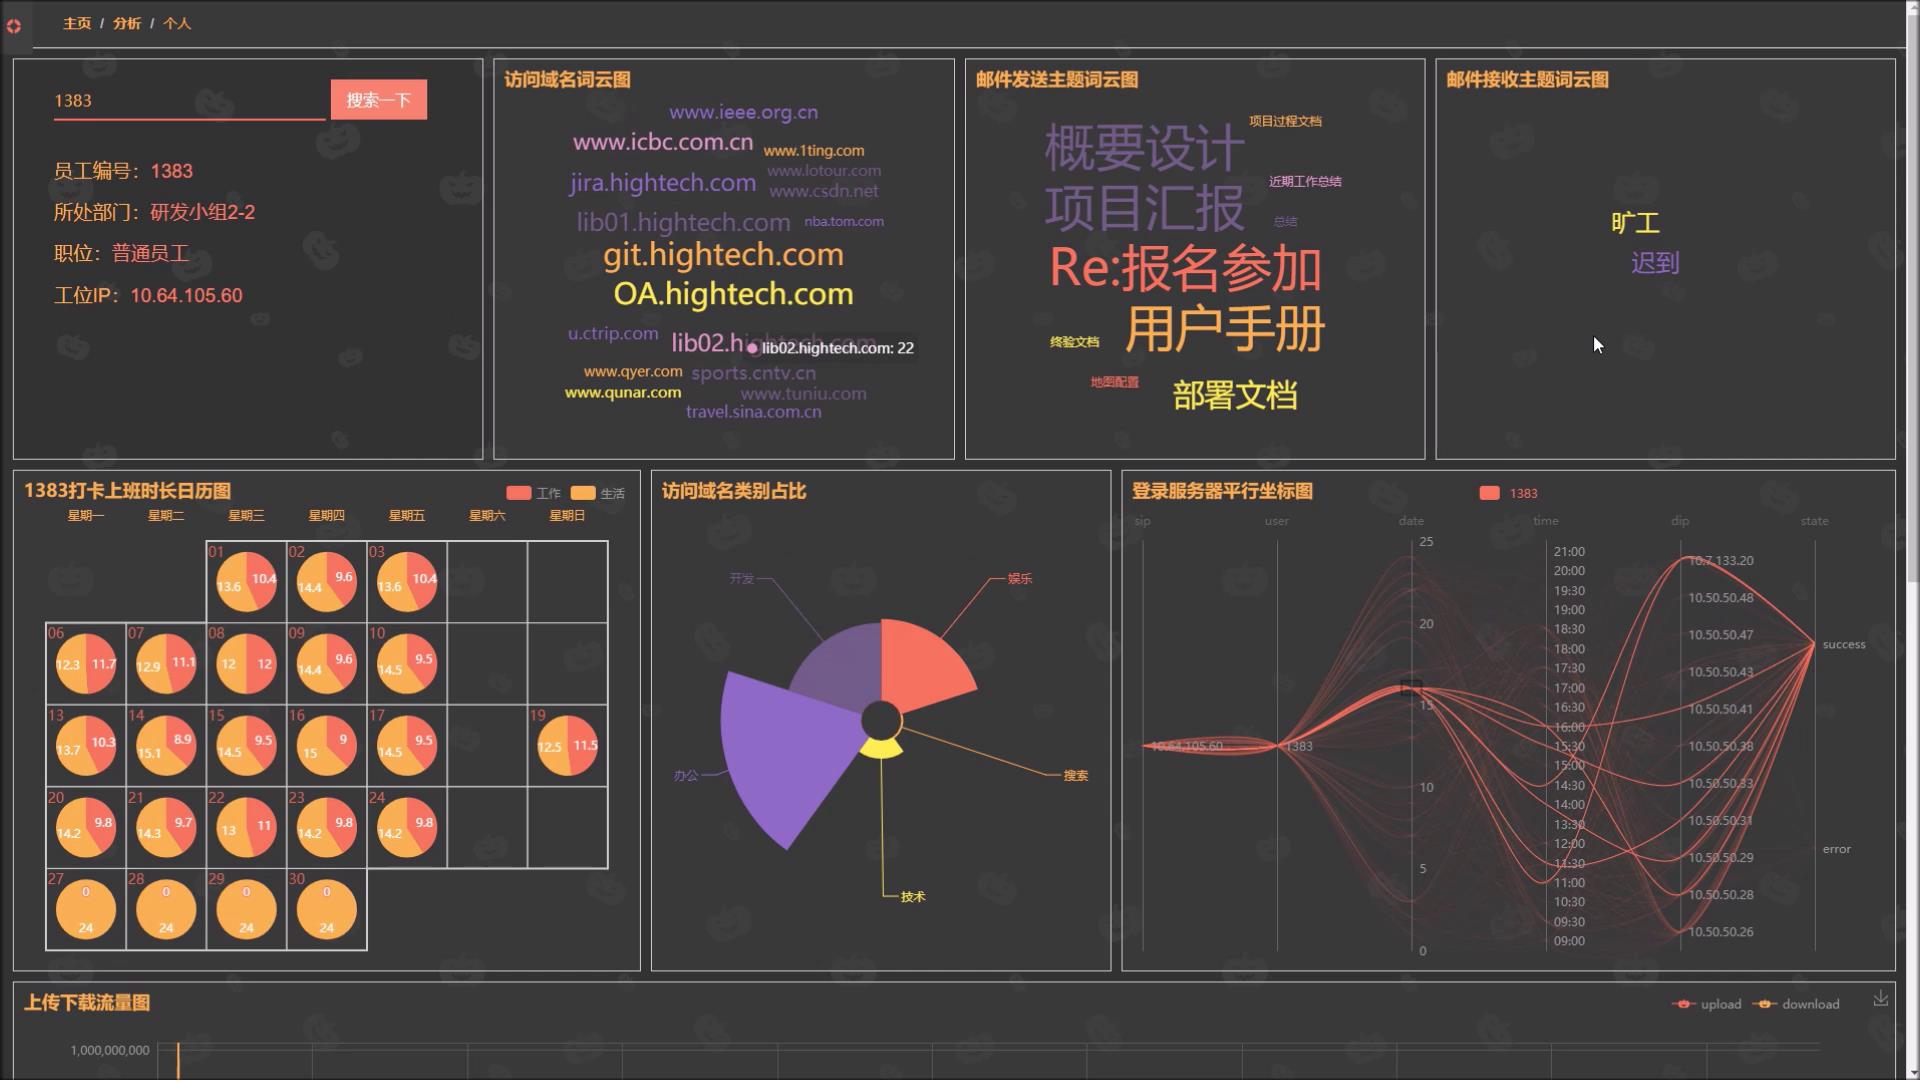 主页 / 分析 / 个人
1383
搜索一下
员工编号：1383
所处部门：研发小组2-2
职位：普通员工
工位IP：10.64.105.60
访问域名词云图
www.ieee.org.cn
www.icbc.com.cn
www.1ting.com
www.lotour.com
jira.hightech.com
www.csdn.net
lib01.hightech.com
nba.tom.com
git.hightech.com
OA.hightech.com
u.ctrip.com
lib02.hightech.com: 22
www.qyer.com
sports.cntv.cn
www.qunar.com
www.tuniu.com
travel.sina.com.cn
邮件发送主题词云图
项目过程文档
概要设计
近期工作总结
项目汇报
总结
Re:报名参加
用户手册
终验文档
地图配置
部署文档
邮件接收主题词云图
旷工
迟到
1383打卡上班时长日历图
工作 生活
星期一 星期二 星期三 星期四 星期五 星期六 星期日
01 02 03
13.6 10.4 14.4 9.6 13.6 10.4
06 07 08 09 10
12.3 11.7 12.9 11.1 12 12 14.4 9.6 14.5 9.5
13 14 15 16 17 19
13.7 10.3 15.1 8.9 14.5 9.5 15 9 14.5 9.5 12.5 11.5
20 21 22 23 24
14.2 9.8 14.3 9.7 13 11 14.2 9.8 14.2 9.8
27 28 29 30
0 0 0 0
24 24 24 24
访问域名类别占比
开发
娱乐
办公
搜索
技术
登录服务器平行坐标图
1383
sip user date time dip state
10.64.105.60
1383
25
20
15
10
5
0
21:00
20:00
19:30
19:00
18:30
18:00
17:30
17:00
16:30
16:00
15:30
15:00
14:30
14:00
13:30
12:00
11:30
11:00
10:30
09:30
09:00
10.7.133.20
10.50.50.48
10.50.50.47
10.50.50.43
10.50.50.41
10.50.50.38
10.50.50.33
10.50.50.31
10.50.50.29
10.50.50.28
10.50.50.26
success
error
上传下载流量图
upload download
1,000,000,000